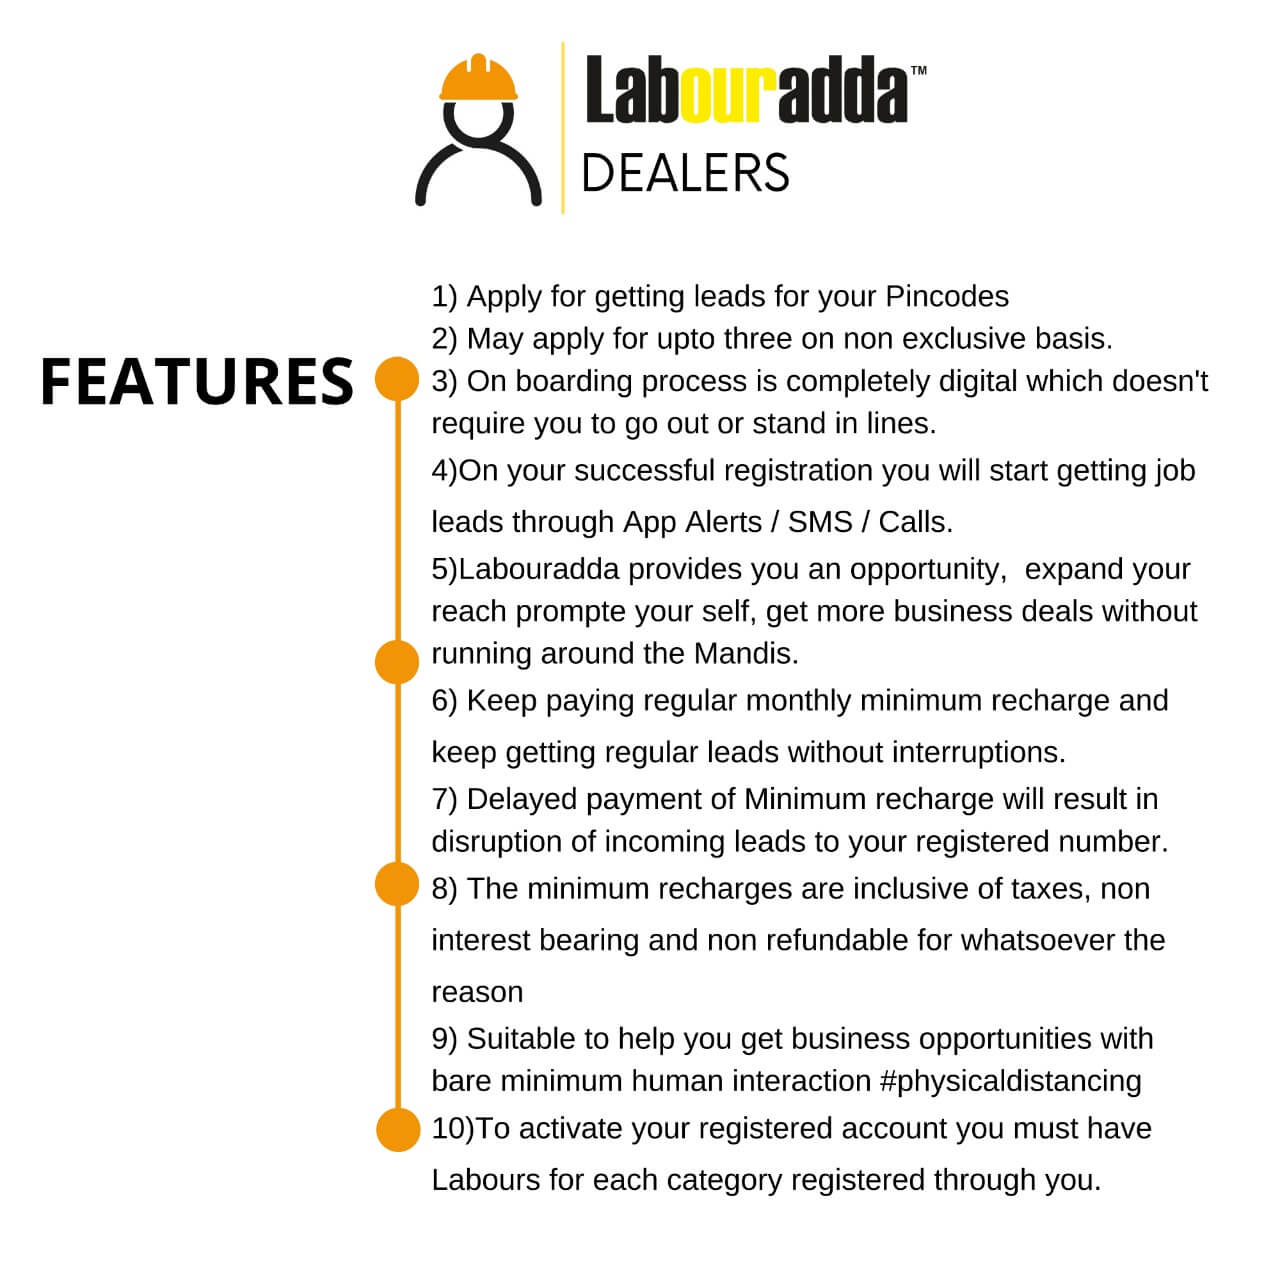 Labouradda™
DEALERS
FEATURES
1) Apply for getting leads for your Pincodes
2) May apply for upto three on non exclusive basis.
3) On boarding process is completely digital which doesn't
require you to go out or stand in lines.
4)On your successful registration you will start getting job
leads through App Alerts / SMS / Calls.
5)Labouradda provides you an opportunity,  expand your
reach prompte your self, get more business deals without
running around the Mandis.
6) Keep paying regular monthly minimum recharge and
keep getting regular leads without interruptions.
7) Delayed payment of Minimum recharge will result in
disruption of incoming leads to your registered number.
8) The minimum recharges are inclusive of taxes, non
interest bearing and non refundable for whatsoever the
reason
9) Suitable to help you get business opportunities with
bare minimum human interaction #physicaldistancing
10)To activate your registered account you must have
Labours for each category registered through you.